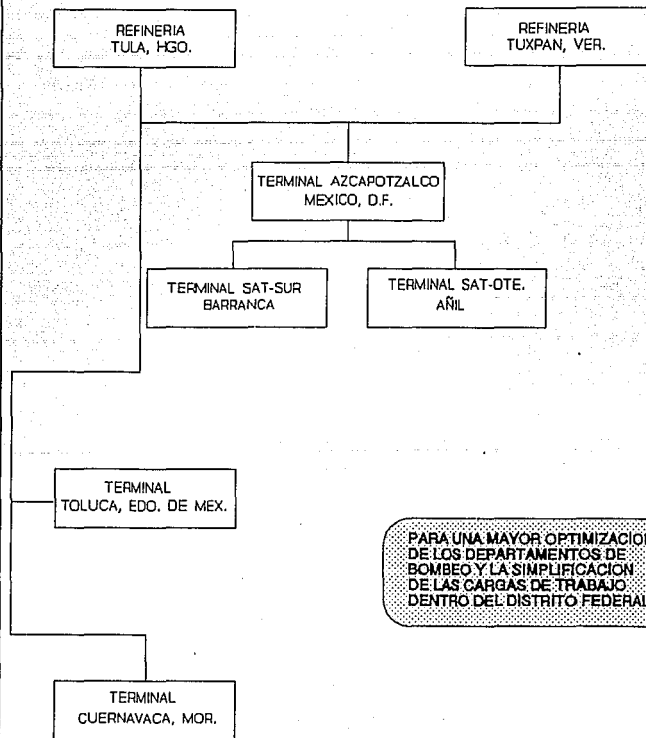 REFINERIA
TULA, HGO.
REFINERIA
TUXPAN, VER.
TERMINAL AZCAPOTZALCO
MEXICO, D.F.
TERMINAL SAT-SUR
BARRANCA
TERMINAL SAT-OTE.
AÑIL
TERMINAL
TOLUCA, EDO. DE MEX.
PARA UNA MAYOR OPTIMIZACION
DE LOS DEPARTAMENTOS DE
BOMBEO Y LA SIMPLIFICACION
DE LAS CARGAS DE TRABAJO
DENTRO DEL DISTRITO FEDERAL
TERMINAL
CUERNAVACA, MOR.